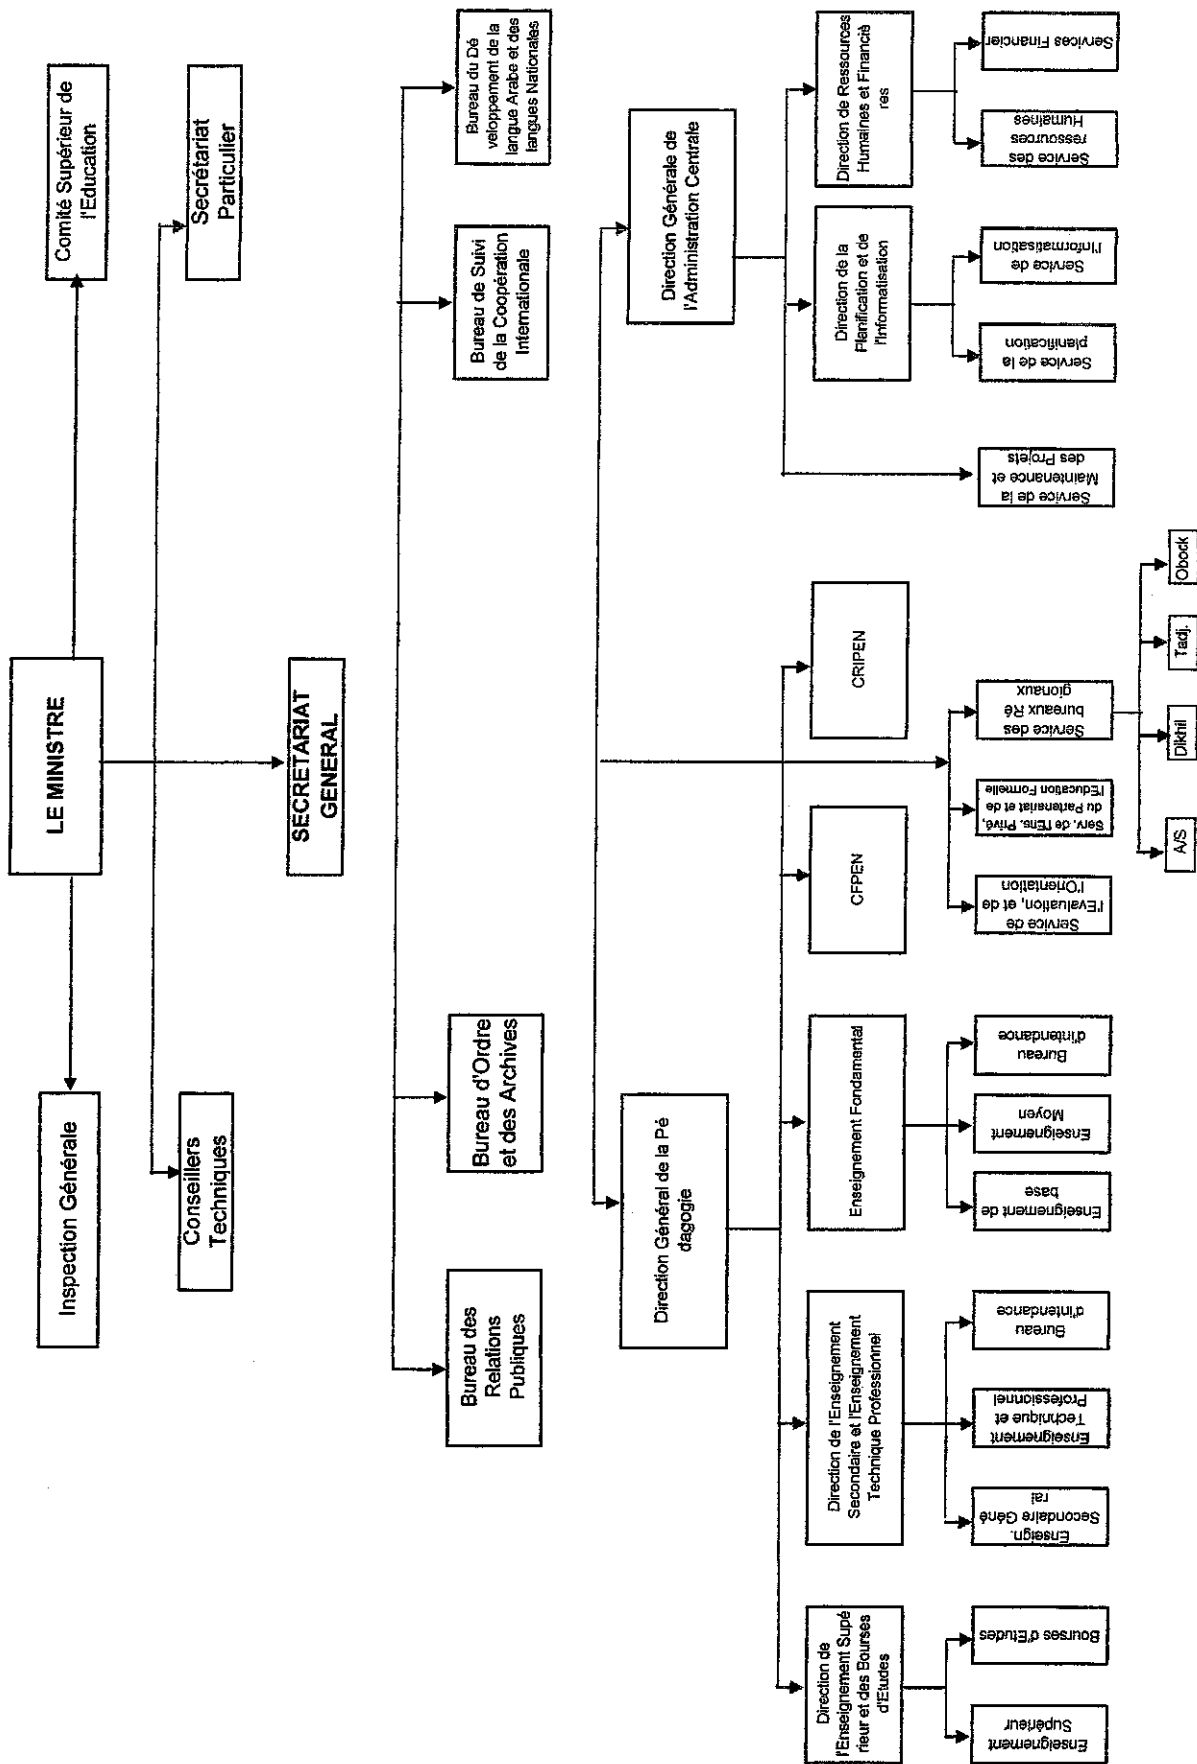 LE MINISTRE
Inspection Générale
Comité Supérieur de
l'Education
Conseillers
Techniques
Secrétariat
Particulier
SECRETARIAT
GENERAL
Bureau des
Relations
Publiques
Bureau d'Ordre
et des Archives
Bureau de Suivi
de la Coopération
Internationale
Bureau du Dé
veloppement de la
langue Arabe et des
langues Nationales
Direction Général de la Pé
dagogie
Direction Générale de
l'Administration Centrale
Direction de
l'Enseignement Supé
rieur et des Bourses
d'Etudes
Direction de l'Enseignement
Secondaire et l'Enseignement
Technique Professionnel
Enseignement Fondamental
CFPEN
CRIPEN
Direction de la
Planification et de
l'Informatisation
Direction de Ressources
Humaines et Financiè
res
Enseignement
Supérieur
Bourses d'Etudes
Enseign.
Secondaire Géné
ral
Enseignement
Technique et
Professionnel
Bureau
d'intendance
Enseignement de
base
Enseignement
Moyen
Bureau
d'intendance
Service de
l'Evaluation, et de
l'Orientation
Serv. de l'Ens. Privé,
du Partenariat et de
l'Education Formelle
Service des
bureaux Ré
gionaux
Service de la
Maintenance et
des Projets
Service de la
planification
Service de
l'Informatisation
Service des
ressources
Humaines
Services Financier
A/S
Dikhil
Tadj.
Obock